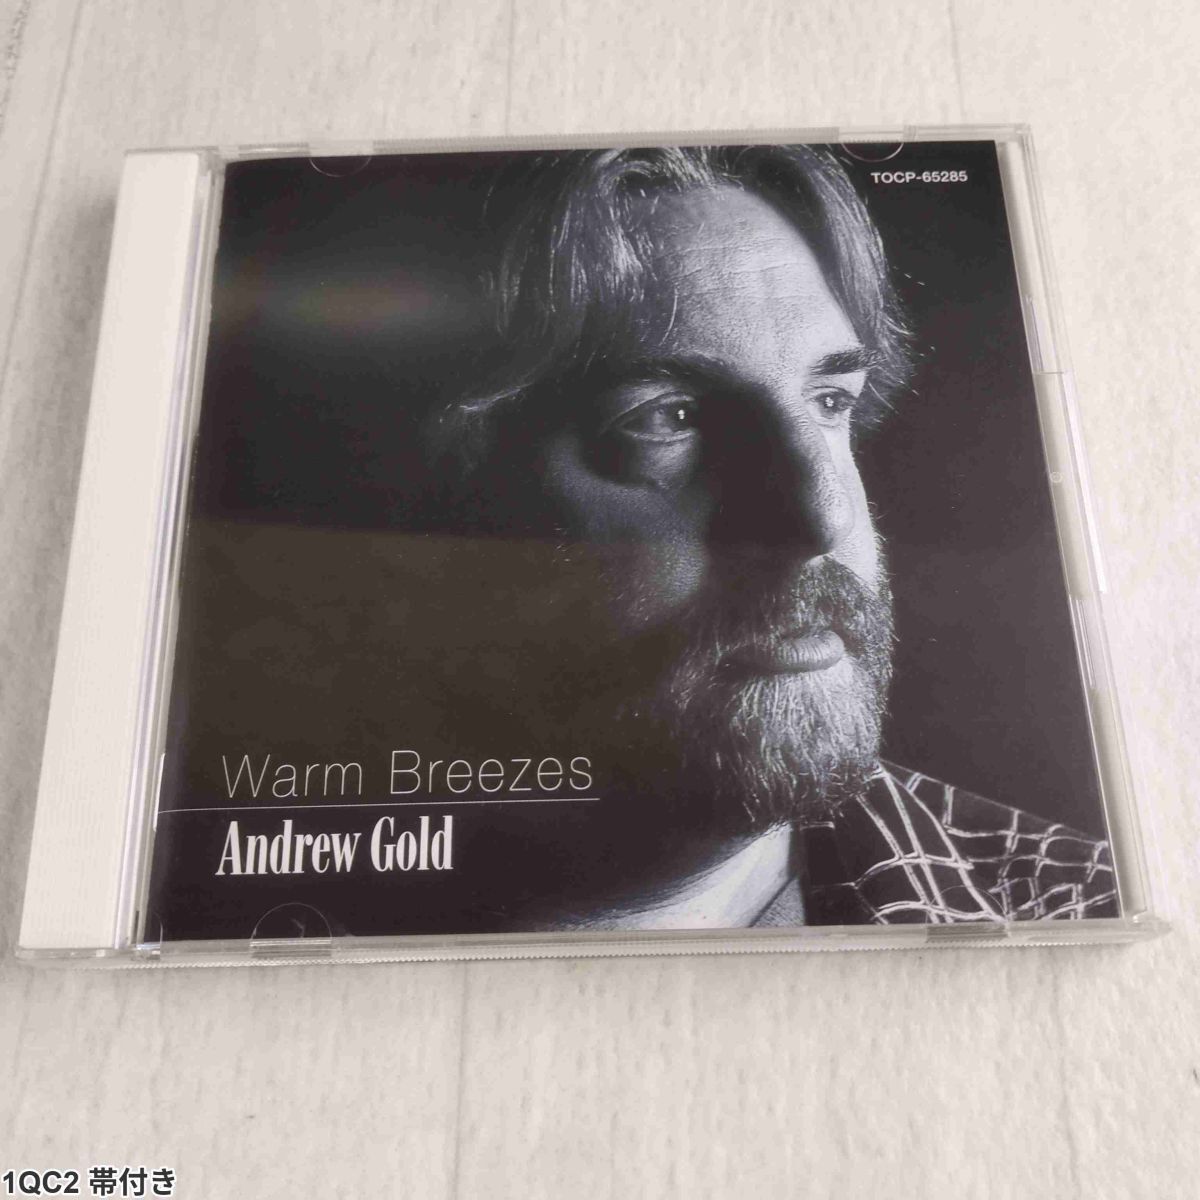 TOCP-65285
Warm Breezes
Andrew Gold
1QC2 帯付き